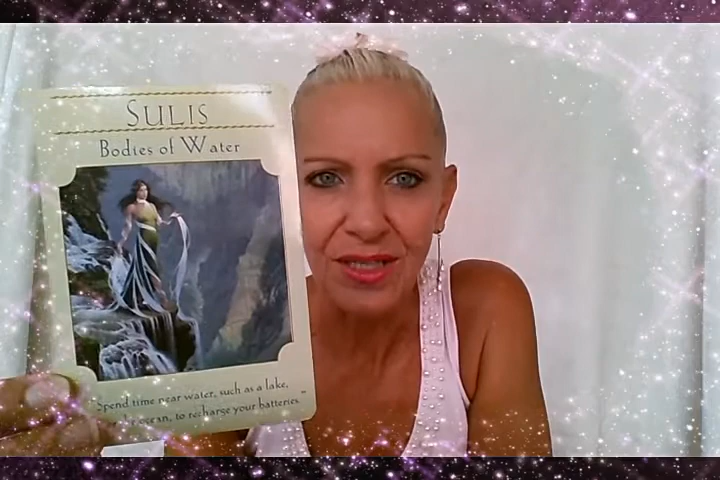 SULIS
Bodies of Water
"Spend time near water, such as a lake,
ocean, to recharge your batteries."